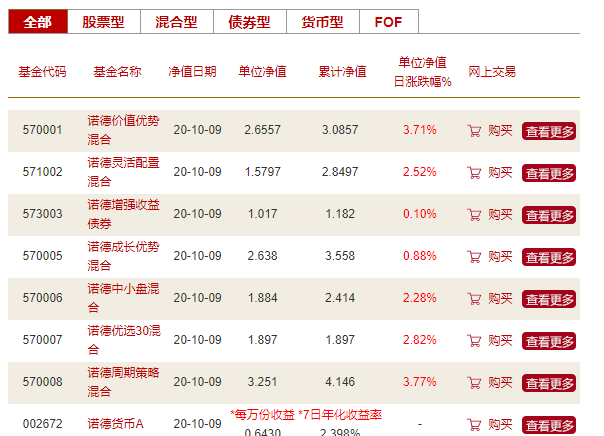 全部 股票型 混合型 债券型 货币型 FOF
基金代码 基金名称 净值日期 单位净值 累计净值 单位净值 日涨跌幅% 网上交易
570001 诺德价值优势混合 20-10-09 2.6557 3.0857 3.71% 购买 查看更多
571002 诺德灵活配置混合 20-10-09 1.5797 2.8497 2.52% 购买 查看更多
573003 诺德增强收益债券 20-10-09 1.017 1.182 0.10% 购买 查看更多
570005 诺德成长优势混合 20-10-09 2.638 3.558 0.88% 购买 查看更多
570006 诺德中小盘混合 20-10-09 1.884 2.414 2.28% 购买 查看更多
570007 诺德优选30混合 20-10-09 1.897 1.897 2.82% 购买 查看更多
570008 诺德周期策略混合 20-10-09 3.251 4.146 3.77% 购买 查看更多
002672 诺德货币A 20-10-09 *每万份收益 0.6430 *7日年化收益率 2.398% - 购买 查看更多